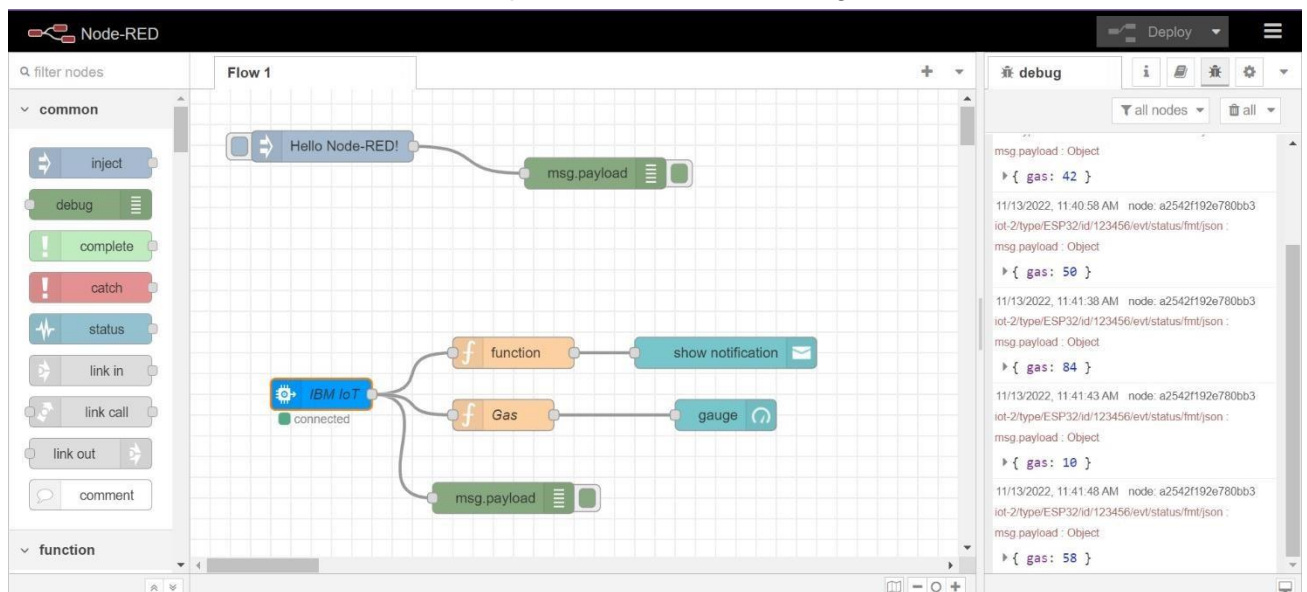 Node-RED
Deploy
filter nodes
Flow 1
debug
i
all nodes
all
common
inject
debug
complete
catch
status
link in
link call
link out
comment
function
Hello Node-RED!
msg.payload
IBM IoT
connected
function
show notification
Gas
gauge
msg.payload
msg.payload : Object
{ gas: 42 }
11/13/2022, 11:40:58 AM node: a2542f192e780bb3
iot-2/type/ESP32/id/123456/evt/status/fmt/json :
msg.payload : Object
{ gas: 50 }
11/13/2022, 11:41:38 AM node: a2542f192e780bb3
iot-2/type/ESP32/id/123456/evt/status/fmt/json :
msg.payload : Object
{ gas: 84 }
11/13/2022, 11:41:43 AM node: a2542f192e780bb3
iot-2/type/ESP32/id/123456/evt/status/fmt/json :
msg.payload : Object
{ gas: 10 }
11/13/2022, 11:41:48 AM node: a2542f192e780bb3
iot-2/type/ESP32/id/123456/evt/status/fmt/json :
msg.payload : Object
{ gas: 58 }